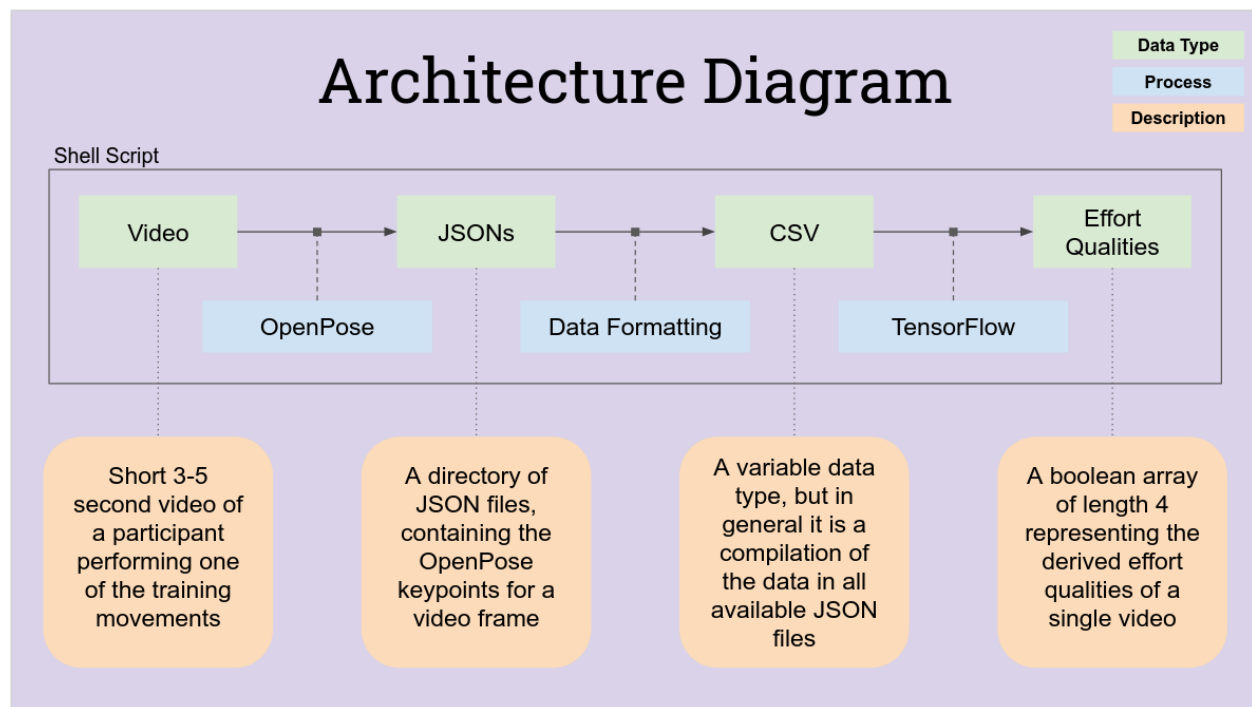 Architecture Diagram
Data Type
Process
Description
Shell Script
Video
JSONs
CSV
Effort
Qualities
OpenPose
Data Formatting
TensorFlow
Short 3-5
second video of
a participant
performing one
of the training
movements
A directory of
JSON files,
containing the
OpenPose
keypoints for a
video frame
A variable data
type, but in
general it is a
compilation of
the data in all
available JSON
files
A boolean array
of length 4
representing the
derived effort
qualities of a
single video